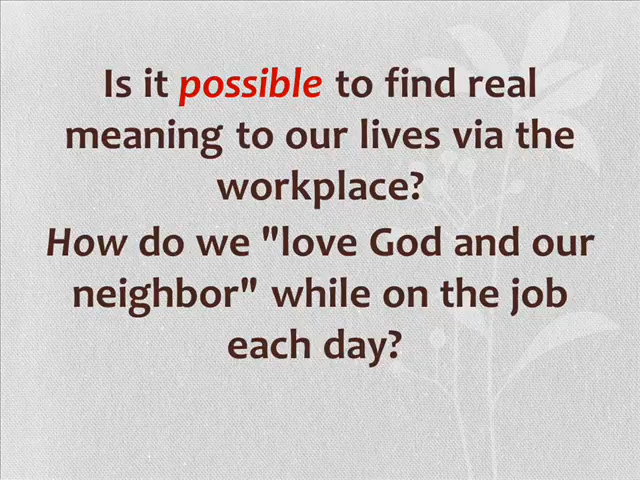 Is it possible to find real
meaning to our lives via the
workplace?
How do we "love God and our
neighbor" while on the job
each day?